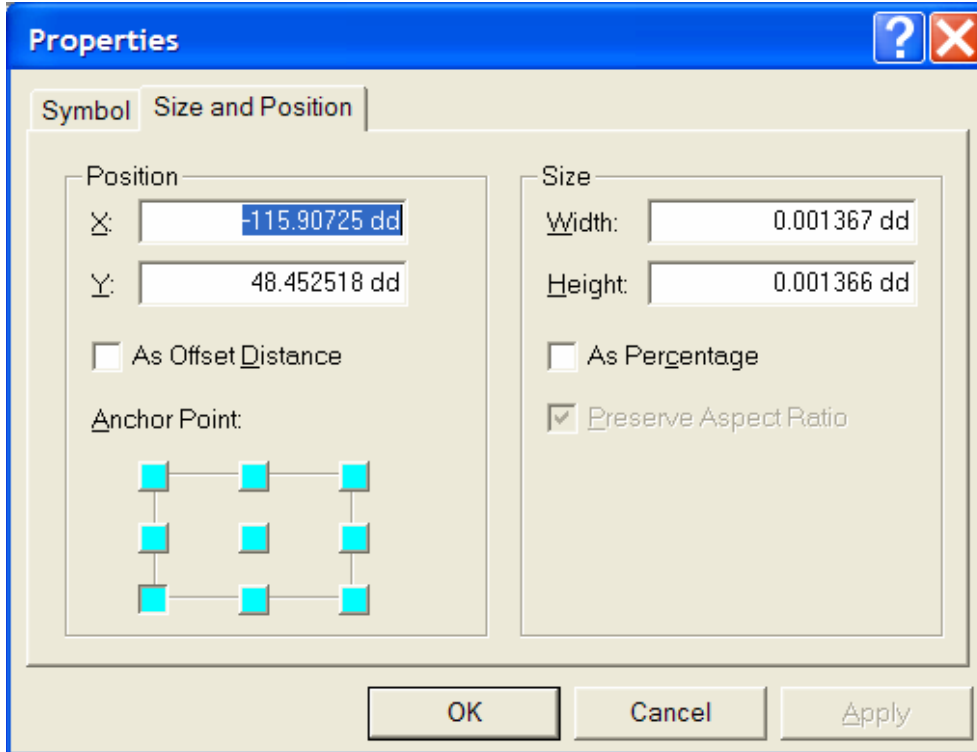 Properties
?
Symbol
Size and Position
Position
X:
-115.90725 dd
Y:
48.452518 dd
As Offset Distance
Anchor Point:
Size
Width:
0.001367 dd
Height:
0.001366 dd
As Percentage
Preserve Aspect Ratio
OK
Cancel
Apply